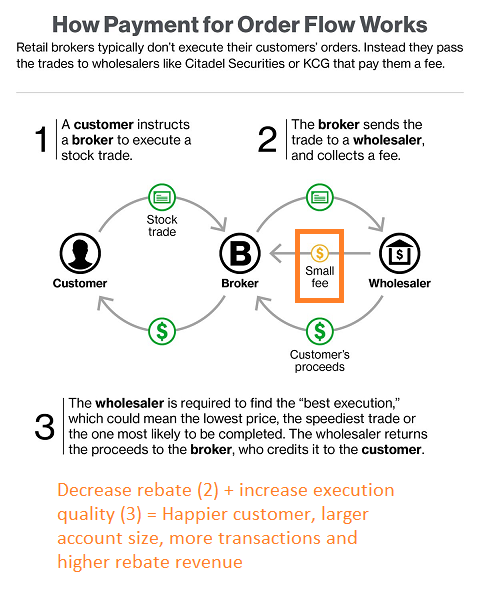 How Payment for Order Flow Works
Retail brokers typically don't execute their customers' orders. Instead they pass
the trades to wholesalers like Citadel Securities or KCG that pay them a fee.
1
A customer instructs
a broker to execute a
stock trade.
2
The broker sends the
trade to a wholesaler,
and collects a fee.
Stock
trade
B
$
$
Small
fee
Customer
Broker
Wholesaler
$
$
Customer's
proceeds
3
The wholesaler is required to find the “best execution,”
which could mean the lowest price, the speediest trade or
the one most likely to be completed. The wholesaler returns
the proceeds to the broker, who credits it to the customer.
Decrease rebate (2) + increase execution
quality (3) = Happier customer, larger
account size, more transactions and
higher rebate revenue